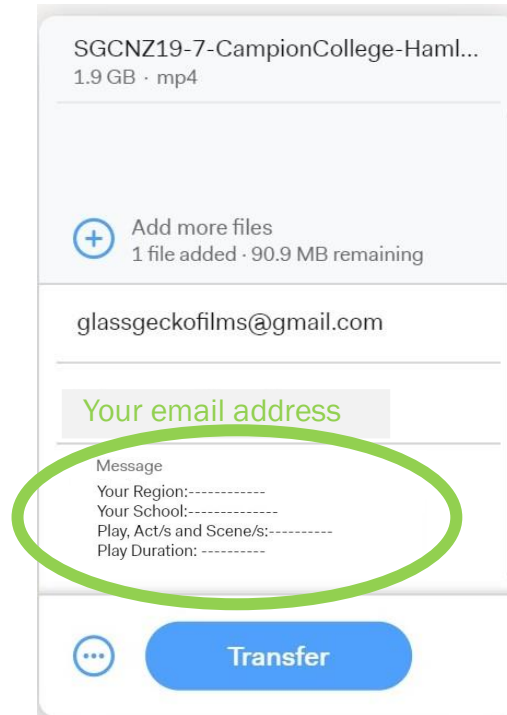 SGCNZ19-7-CampionCollege-Haml...
1.9 GB · mp4
Add more files
1 file added · 90.9 MB remaining
glassgeckofilms@gmail.com
Your email address
Message
Your Region:------------
Your School:--------------
Play, Act/s and Scene/s:----------
Play Duration: ----------
Transfer